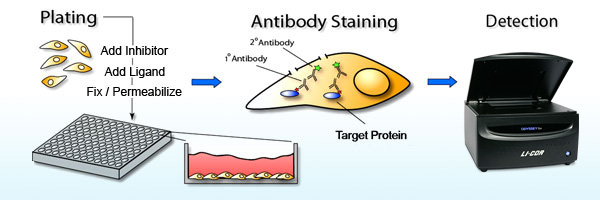 Plating
Add Inhibitor
Add Ligand
Fix / Permeabilize
Antibody Staining
2° Antibody
1° Antibody
Target Protein
Detection
LI-COR